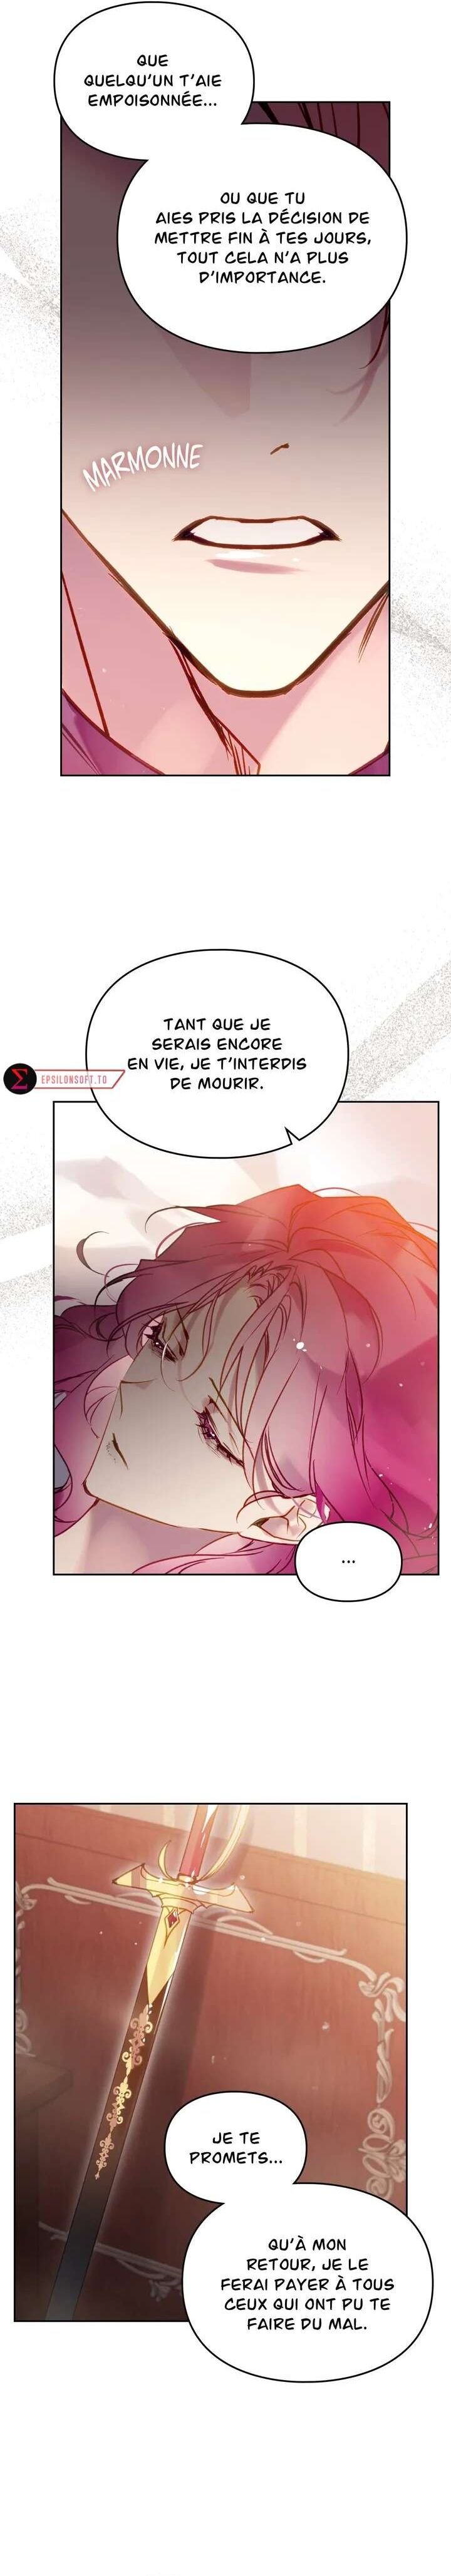 QUE
QUELQU'UN T'AIE
EMPOISONNÉE...
OU QUE TU
AIES PRIS LA DÉCISION DE
METTRE FIN À TES JOURS,
TOUT CELA N'A PLUS
D'IMPORTANCE.
MARMONNE
TANT QUE JE
SERAIS ENCORE
EN VIE, JE T'INTERDIS
DE MOURIR.
EPSILONSOFT.TO
...
JE TE
PROMETS...
QU'À MON
RETOUR, JE LE
FERAI PAYER À TOUS
CEUX QUI ONT PU TE
FAIRE DU MAL.